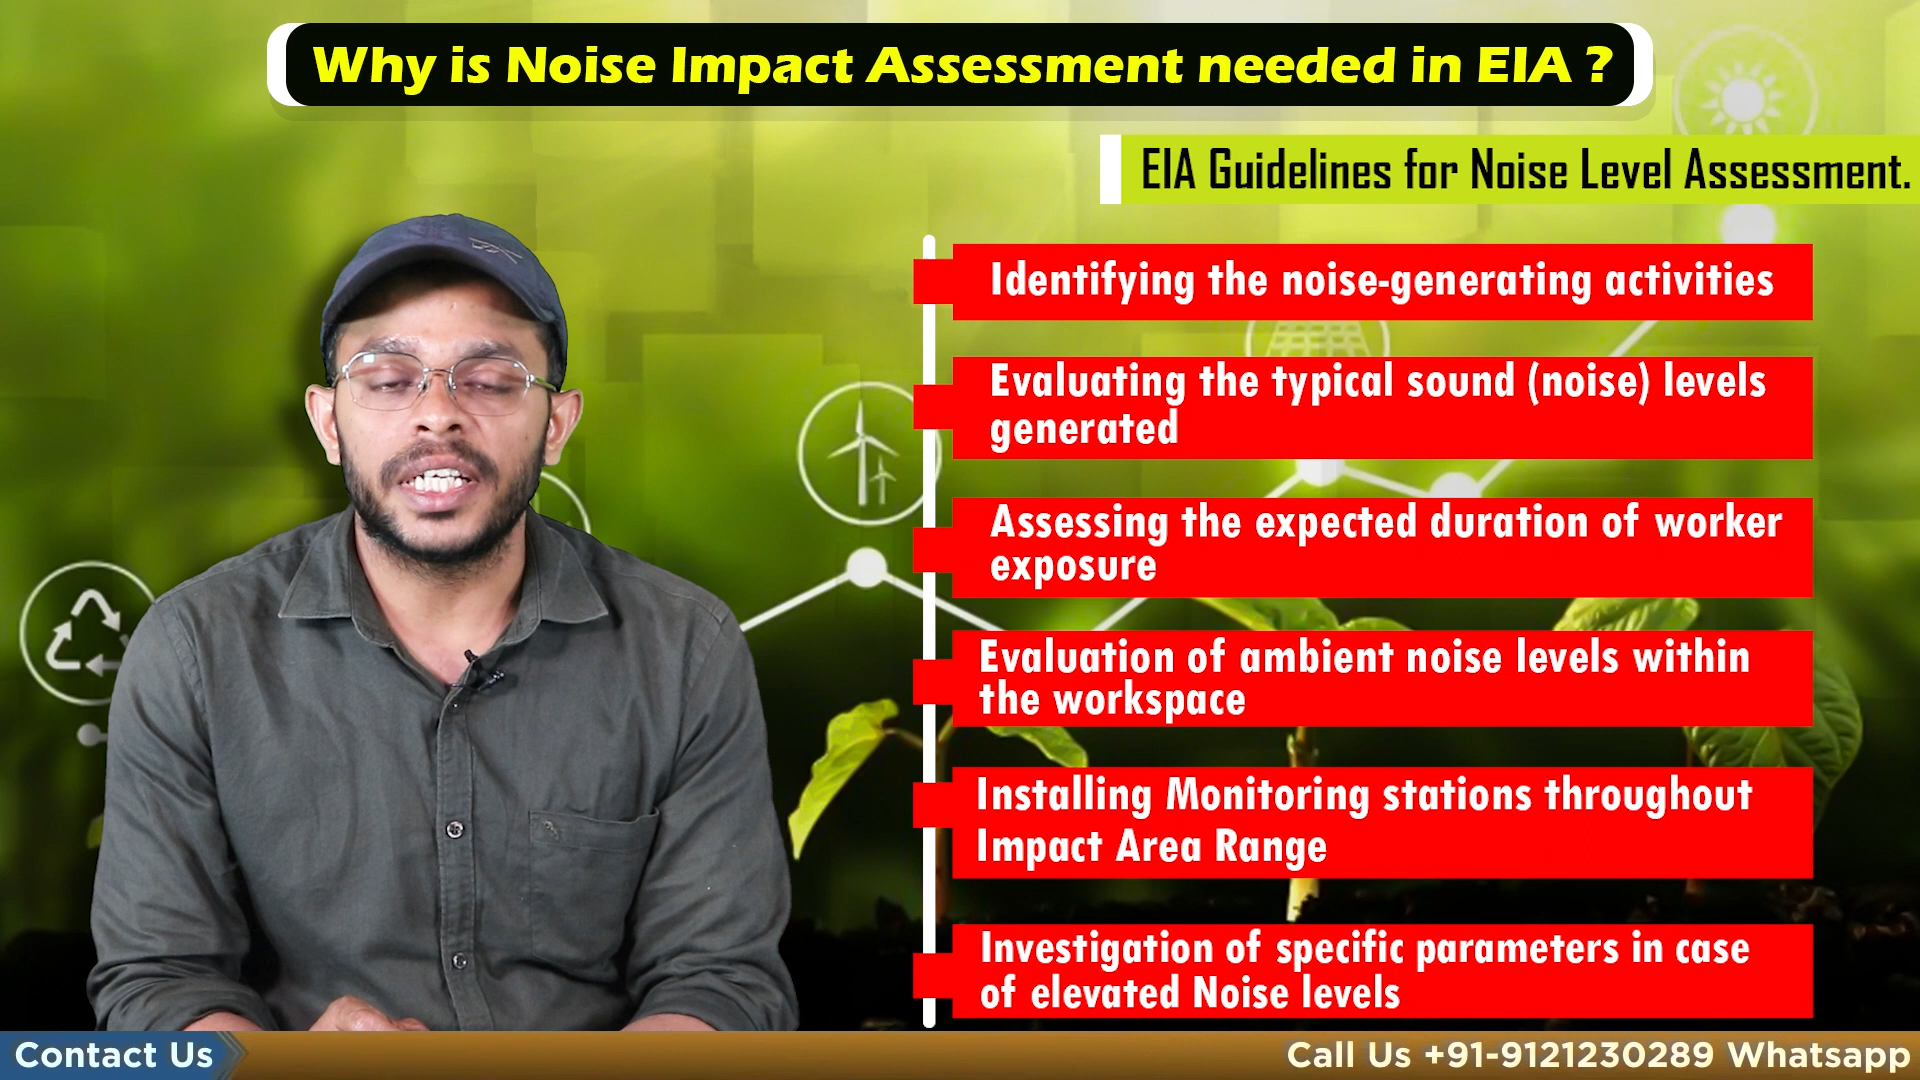 Why is Noise Impact Assessment needed in EIA ?
EIA Guidelines for Noise Level Assessment.
Identifying the noise-generating activities
Evaluating the typical sound (noise) levels
generated
Assessing the expected duration of worker
exposure
Evaluation of ambient noise levels within
the workspace
Installing Monitoring stations throughout
Impact Area Range
Investigation of specific parameters in case
of elevated Noise levels
Contact Us
Call Us +91-9121230289 Whatsapp